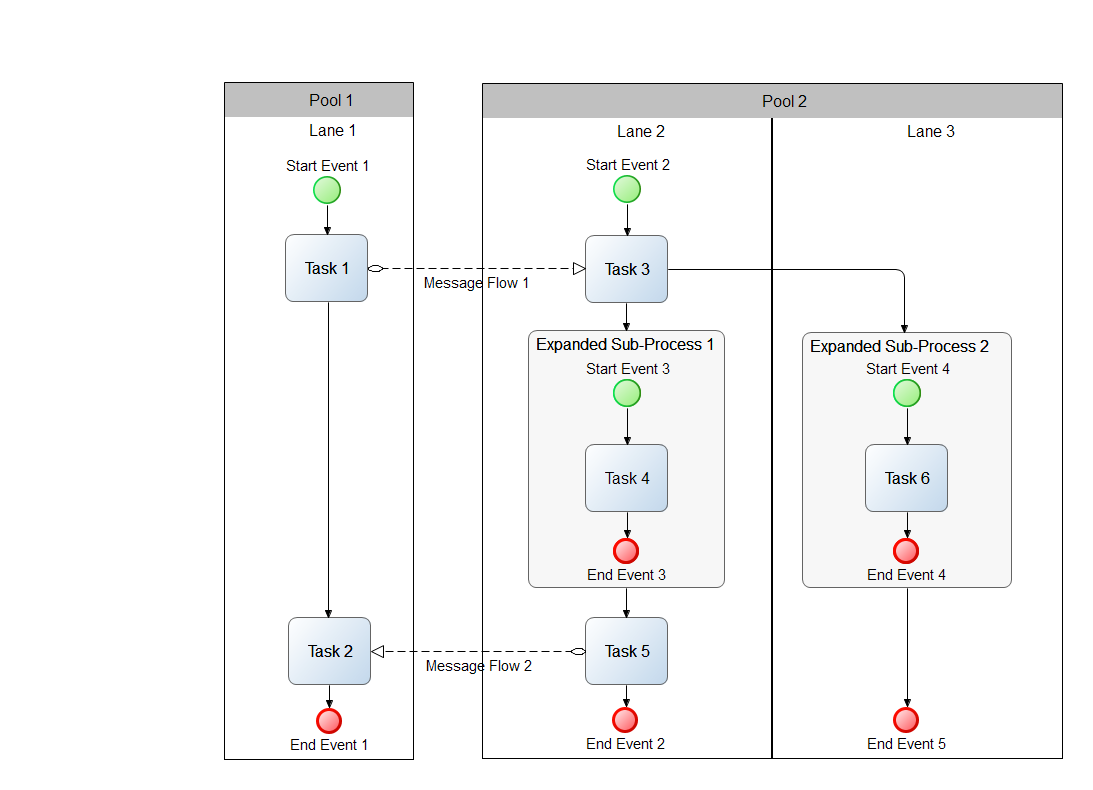 Pool 1
Lane 1
Start Event 1
Task 1
Message Flow 1
Task 2
End Event 1
Pool 2
Lane 2
Start Event 2
Task 3
Expanded Sub-Process 1
Start Event 3
Task 4
End Event 3
Task 5
Message Flow 2
End Event 2
Lane 3
Expanded Sub-Process 2
Start Event 4
Task 6
End Event 4
End Event 5